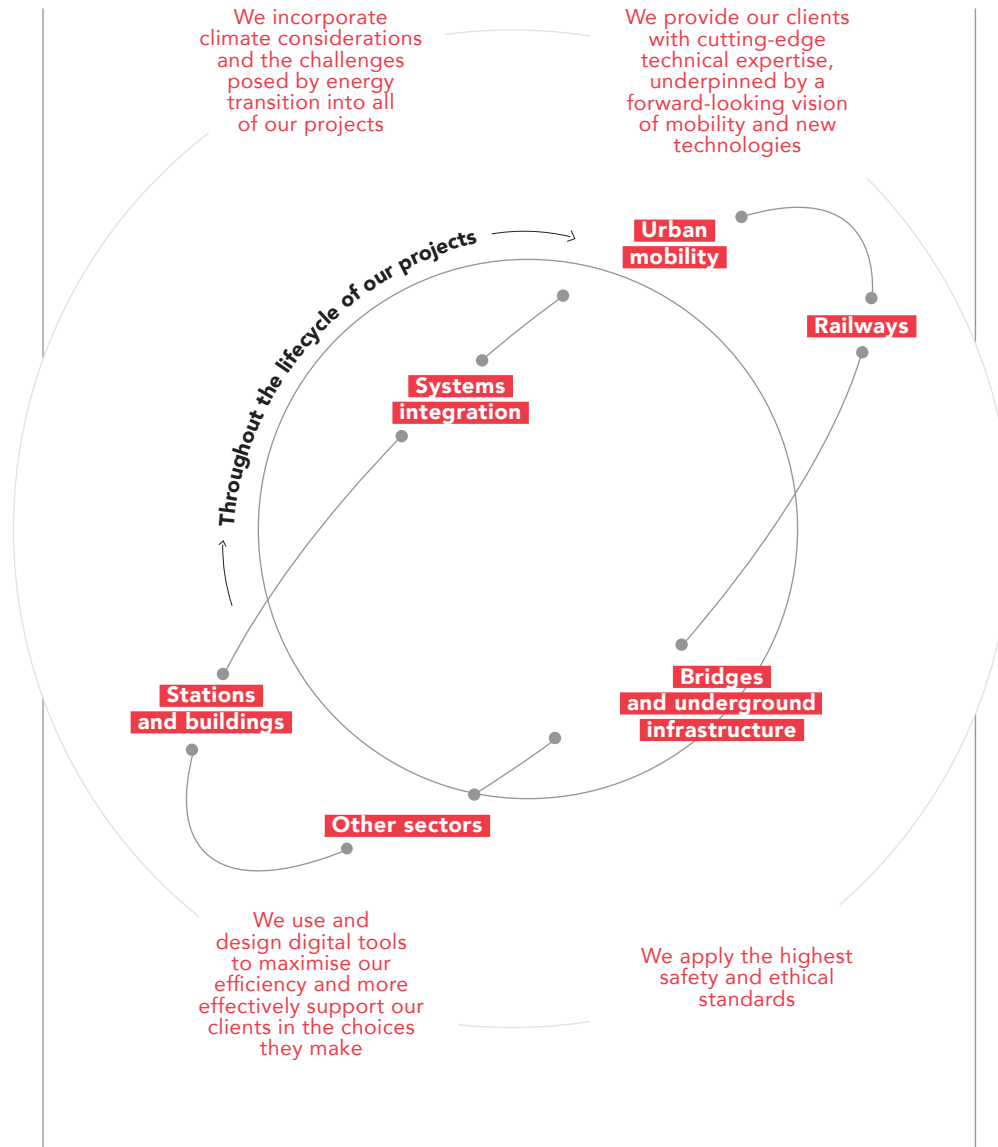 We incorporate
climate considerations
and the challenges
posed by energy
transition into all
of our projects
We provide our clients
with cutting-edge
technical expertise,
underpinned by a
forward-looking vision
of mobility and new
technologies
Throughout the lifecycle of our projects
Urban
mobility
Railways
Systems
integration
Stations
and buildings
Bridges
and underground
infrastructure
Other sectors
We use and
design digital tools
to maximise our
efficiency and more
effectively support our
clients in the choices
they make
We apply the highest
safety and ethical
standards